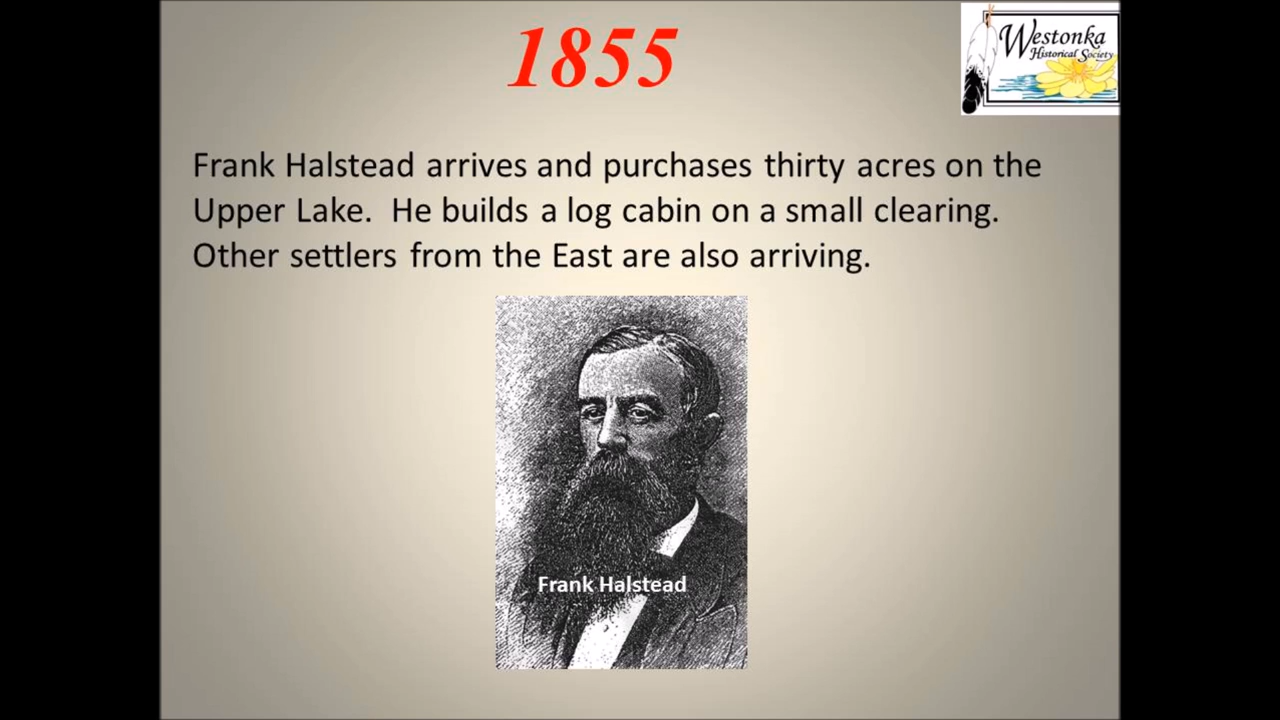 1855
Westonka
Historical Society
Frank Halstead arrives and purchases thirty acres on the
Upper Lake.  He builds a log cabin on a small clearing.
Other settlers from the East are also arriving.
Frank Halstead